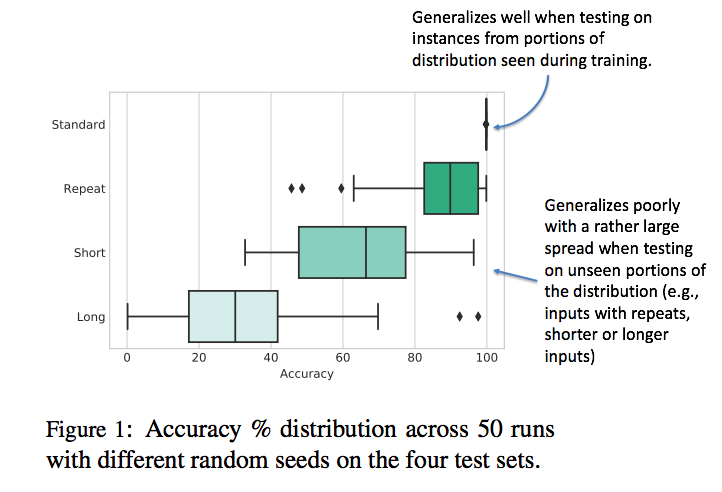 Generalizes well when testing on
instances from portions of
distribution seen during training.
Standard
Repeat
Short
Long
0 20 40 60 80 100
Accuracy
Generalizes poorly
with a rather large
spread when testing
on unseen portions of
the distribution (e.g.,
inputs with repeats,
shorter or longer
inputs)
Figure 1: Accuracy % distribution across 50 runs
with different random seeds on the four test sets.